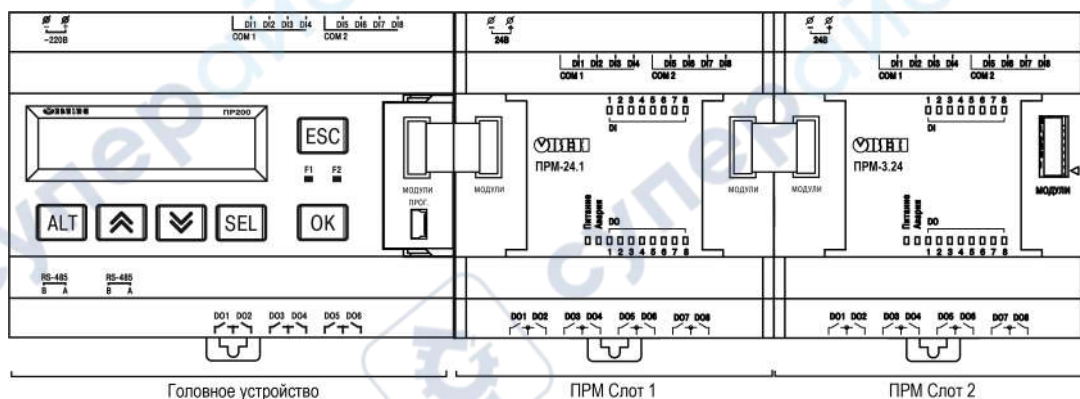 ~220В
DI1 DI2 DI3 DI4 DI5 DI6 DI7 DI8
COM 1 COM 2
24В
DI1 DI2 DI3 DI4 DI5 DI6 DI7 DI8
COM 1 COM 2
24В
DI1 DI2 DI3 DI4 DI5 DI6 DI7 DI8
COM 1 COM 2
ОВЕН ПР200
ESC
F1 F2
ALT SEL OK
МОДУЛИ
ПРОГ.
RS-485 RS-485
B A B A
DO1 DO2 DO3 DO4 DO5 DO6
МОДУЛИ
1 2 3 4 5 6 7 8
DI
ОВЕН
ПРМ-24.1
Питание
Авария
DO
1 2 3 4 5 6 7 8
МОДУЛИ
DO1 DO2 DO3 DO4 DO5 DO6 DO7 DO8
МОДУЛИ
1 2 3 4 5 6 7 8
DI
ОВЕН
ПРМ-3.24
Питание
Авария
DO
1 2 3 4 5 6 7 8
МОДУЛИ
DO1 DO2 DO3 DO4 DO5 DO6 DO7 DO8
Головное устройство ПРМ Слот 1 ПРМ Слот 2
супер